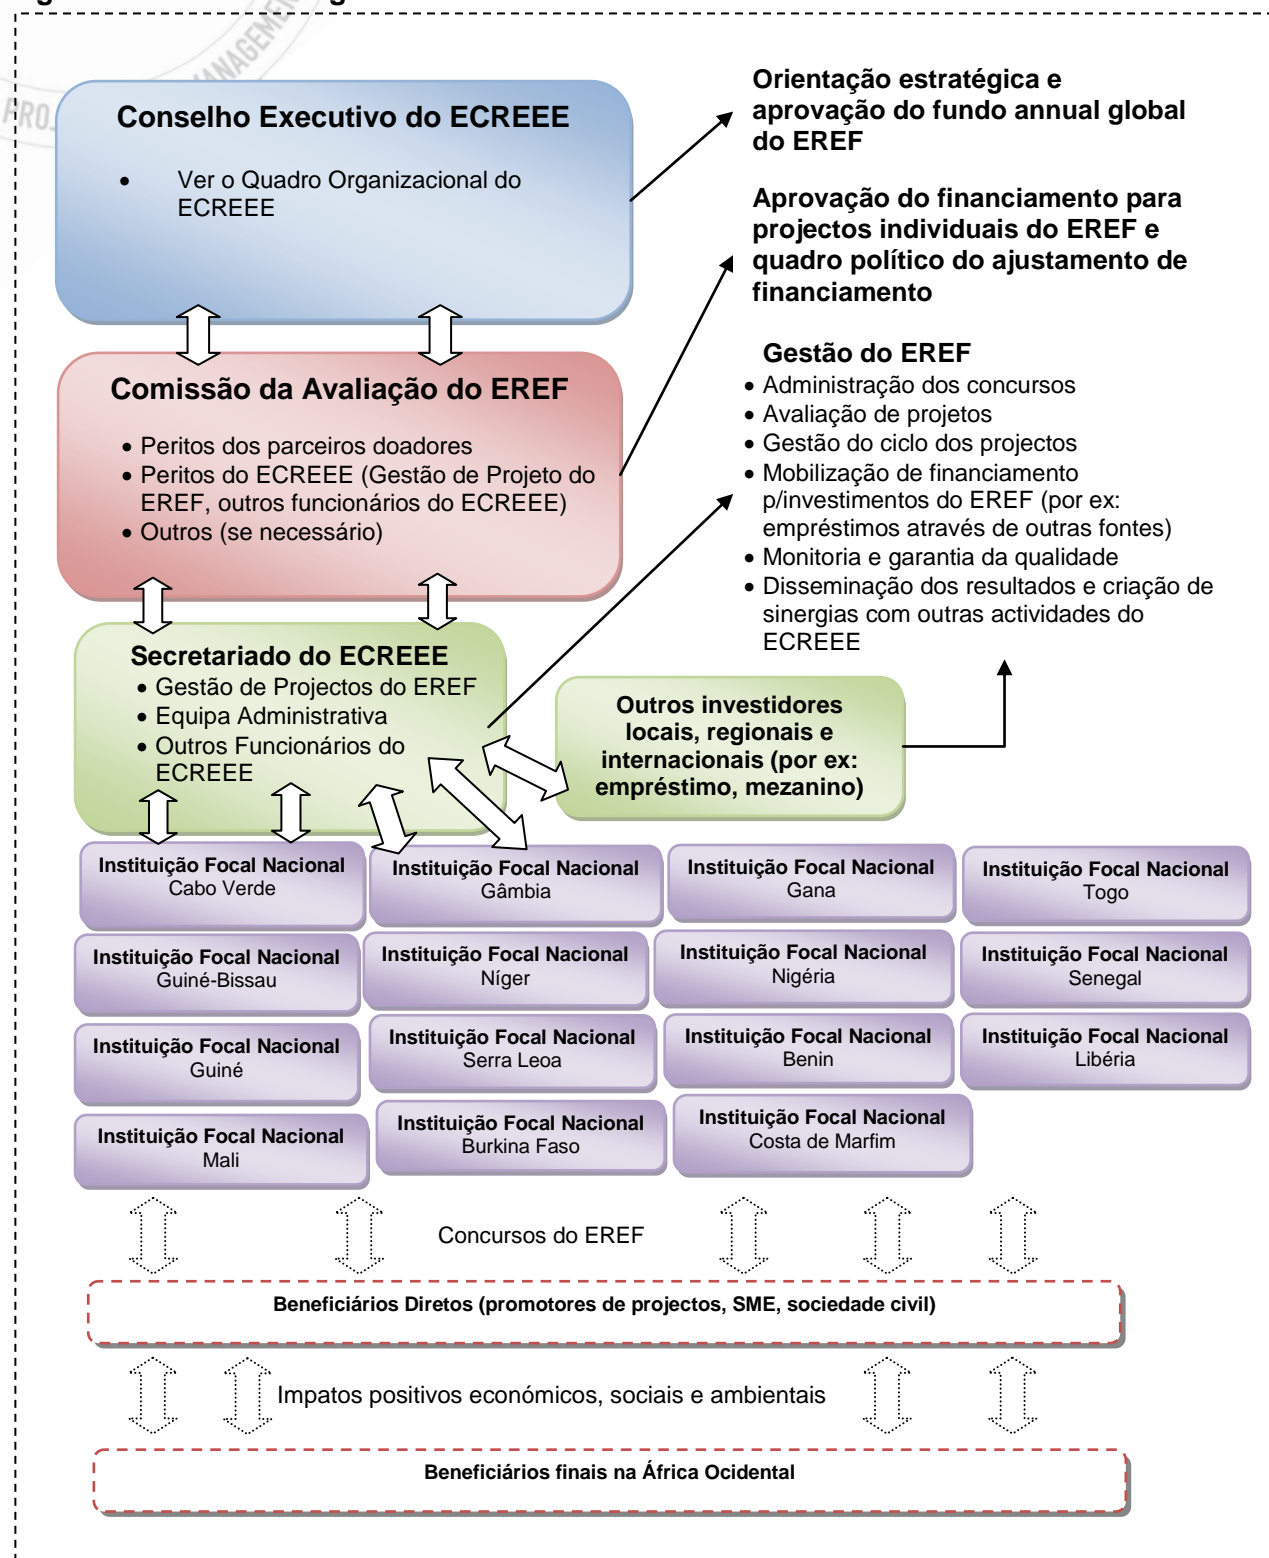 Conselho Executivo do ECREEE
• Ver o Quadro Organizacional do
ECREEE
Orientação estratégica e
aprovação do fundo annual global
do EREF
Aprovação do financiamento para
projectos individuais do EREF e
quadro político do ajustamento de
financiamento
Comissão da Avaliação do EREF
• Peritos dos parceiros doadores
• Peritos do ECREEE (Gestão de Projeto do
EREF, outros funcionários do ECREEE)
• Outros (se necessário)
Gestão do EREF
• Administração dos concursos
• Avaliação de projetos
• Gestão do ciclo dos projectos
• Mobilização de financiamento
p/investimentos do EREF (por ex:
empréstimos através de outras fontes)
• Monitoria e garantia da qualidade
• Disseminação dos resultados e criação de
sinergias com outras actividades do
ECREEE
Secretariado do ECREEE
• Gestão de Projectos do EREF
• Equipa Administrativa
• Outros Funcionários do
ECREEE
Outros investidores
locais, regionais e
internacionais (por ex:
empréstimo, mezanino)
Instituição Focal Nacional
Cabo Verde
Instituição Focal Nacional
Gâmbia
Instituição Focal Nacional
Gana
Instituição Focal Nacional
Togo
Instituição Focal Nacional
Guiné-Bissau
Instituição Focal Nacional
Níger
Instituição Focal Nacional
Nigéria
Instituição Focal Nacional
Senegal
Instituição Focal Nacional
Guiné
Instituição Focal Nacional
Serra Leoa
Instituição Focal Nacional
Benin
Instituição Focal Nacional
Libéria
Instituição Focal Nacional
Mali
Instituição Focal Nacional
Burkina Faso
Instituição Focal Nacional
Costa de Marfim
Concursos do EREF
Beneficiários Diretos (promotores de projectos, SME, sociedade civil)
Impatos positivos económicos, sociais e ambientais
Beneficiários finais na África Ocidental